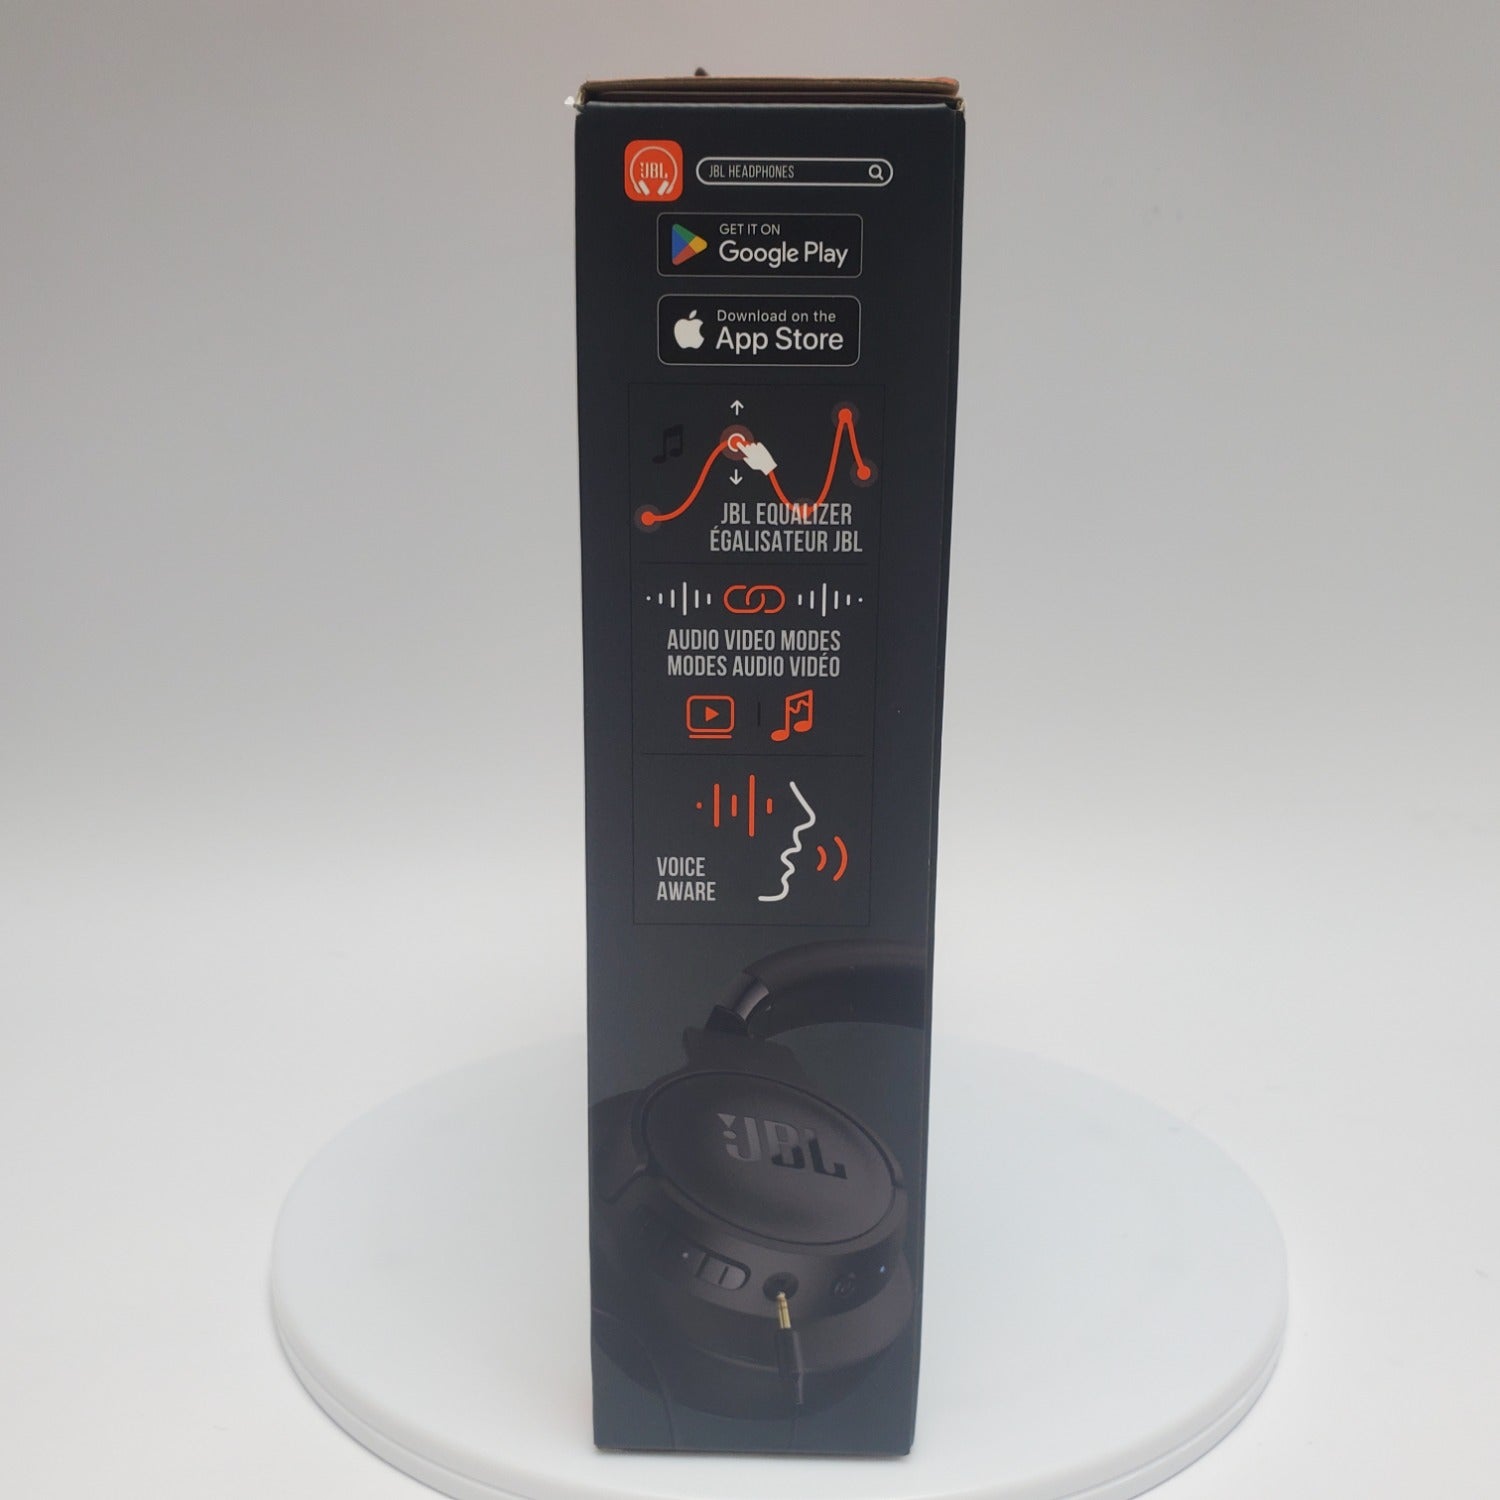 JBL
JBL HEADPHONES
GET IT ON
Google Play
Download on the
App Store
JBL EQUALIZER
ÉGALISATEUR JBL
AUDIO VIDEO MODES
MODES AUDIO VIDÉO
VOICE
AWARE
JBL